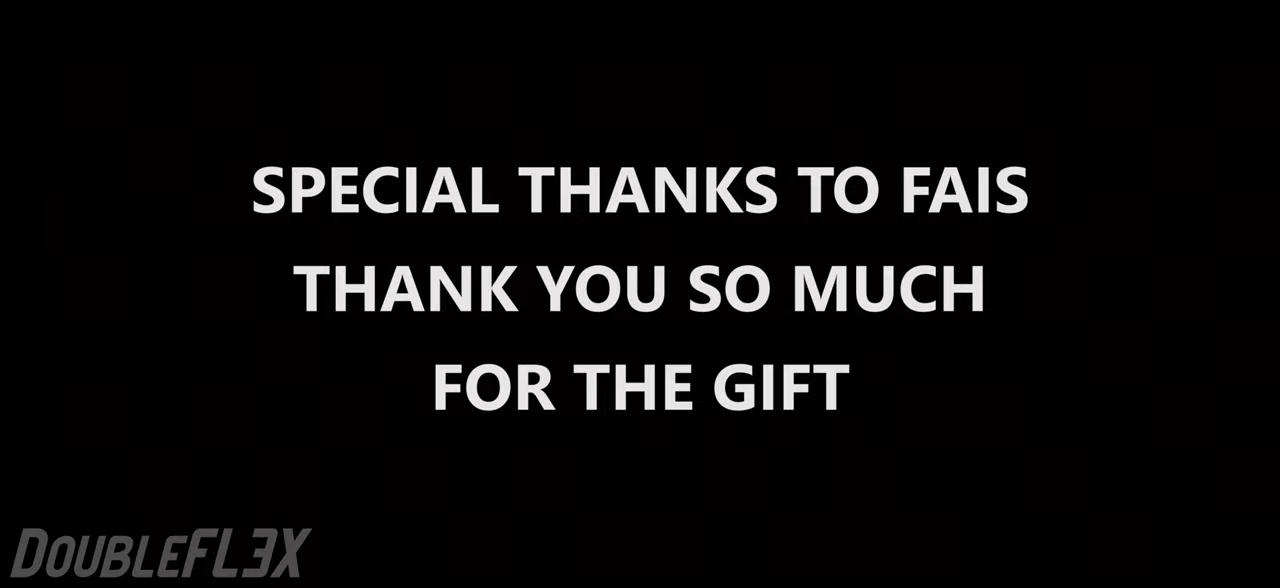 SPECIAL THANKS TO FAIS
THANK YOU SO MUCH
FOR THE GIFT
DOUBLEFL3X